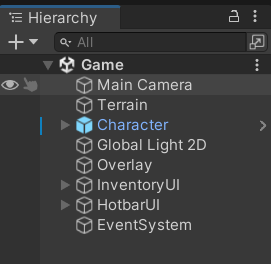 Hierarchy
All
Game
Main Camera
Terrain
Character
Global Light 2D
Overlay
InventoryUI
HotbarUI
EventSystem